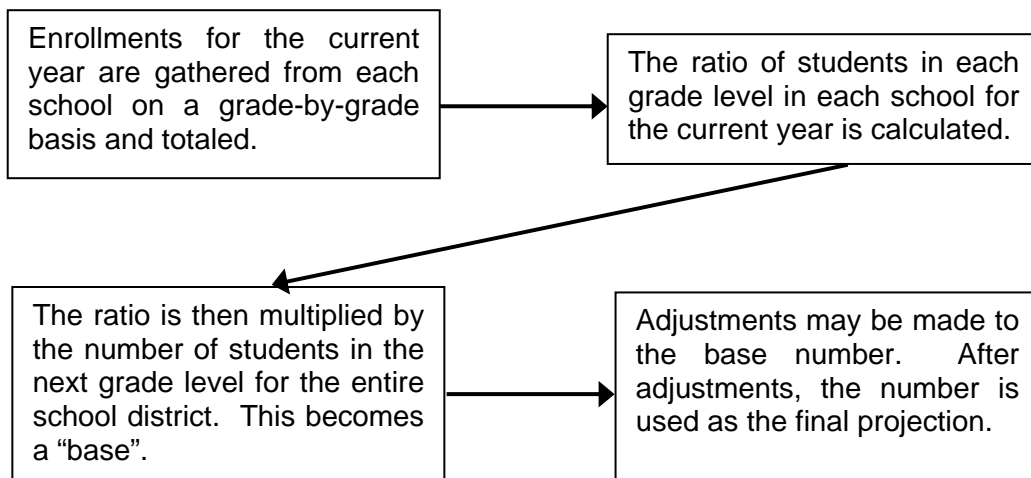 Enrollments for the current
year are gathered from each
school on a grade-by-grade
basis and totaled.
The ratio of students in each
grade level in each school for
the current year is calculated.
The ratio is then multiplied by
the number of students in the
next grade level for the entire
school district.  This becomes
a “base”.
Adjustments may be made to
the base number.  After
adjustments, the number is
used as the final projection.